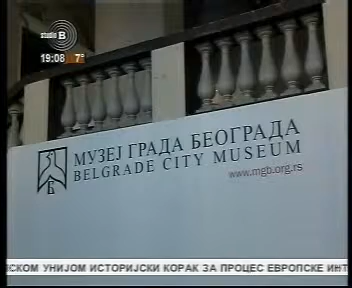 studio B
19:08 7°
МУЗЕЈ ГРАДА БЕОГРАДА
BELGRADE CITY MUSEUM
www.mgb.org.rs
СКОМ УНИЈОМ ИСТОРИЈСКИ КОРАК ЗА ПРОЦЕС ЕВРОПСКЕ ИНТ